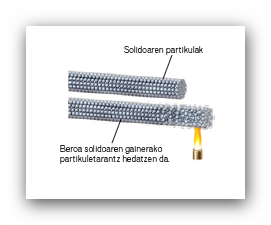 Solidoaren partikulak
Beroa solidoaren gainerako
partikuletarantz hedatzen da.